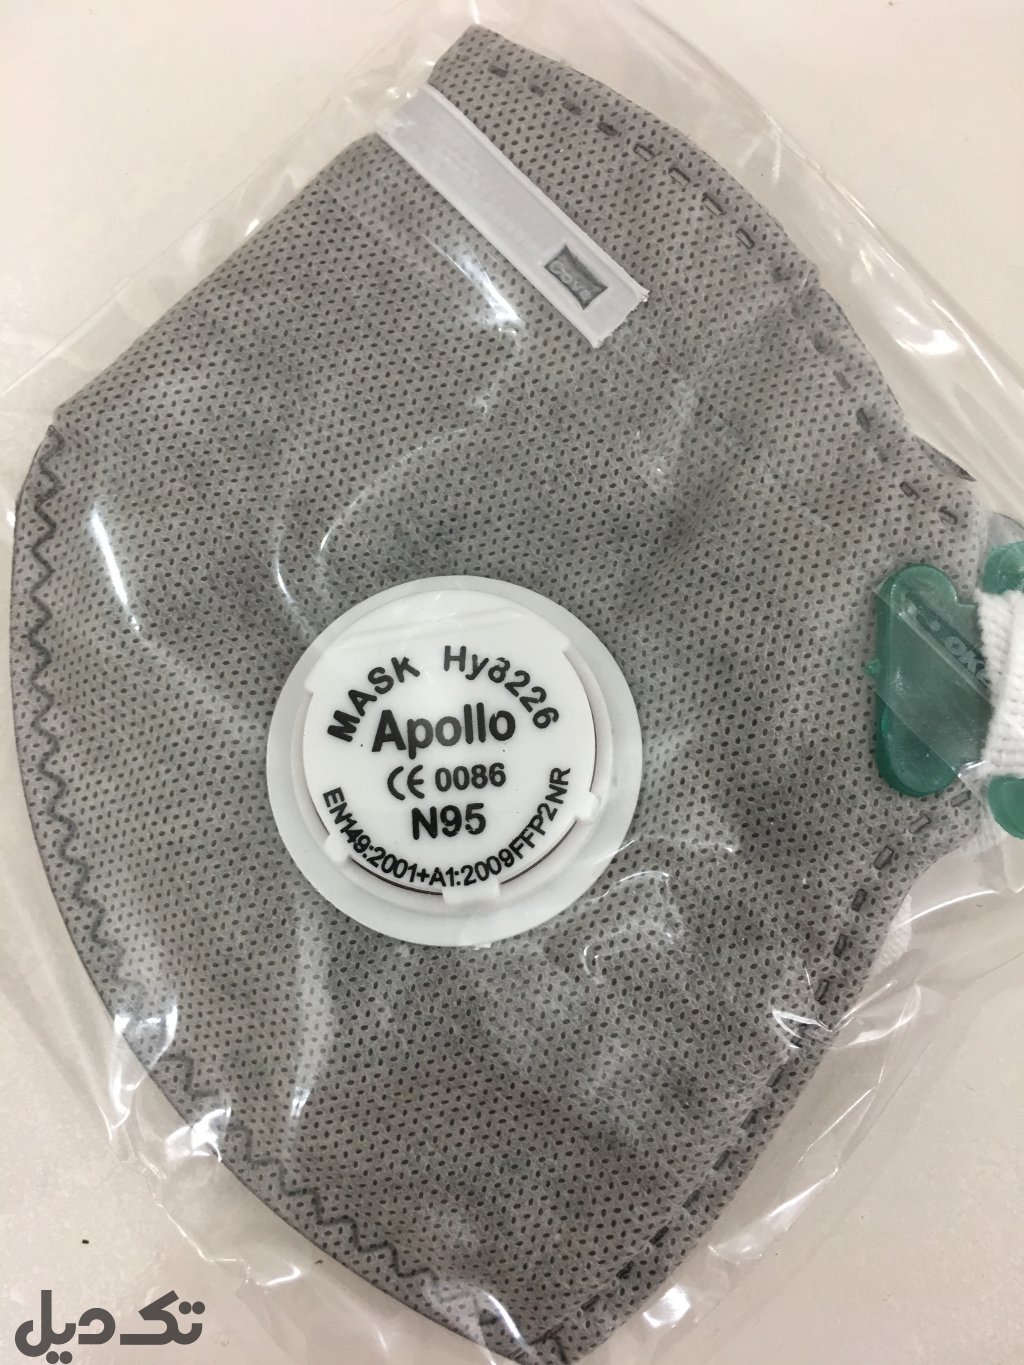 MASK Hy8226
Apollo
CE 0086
N95
EN149:2001+A1:2009FFP2NR
تک دیل